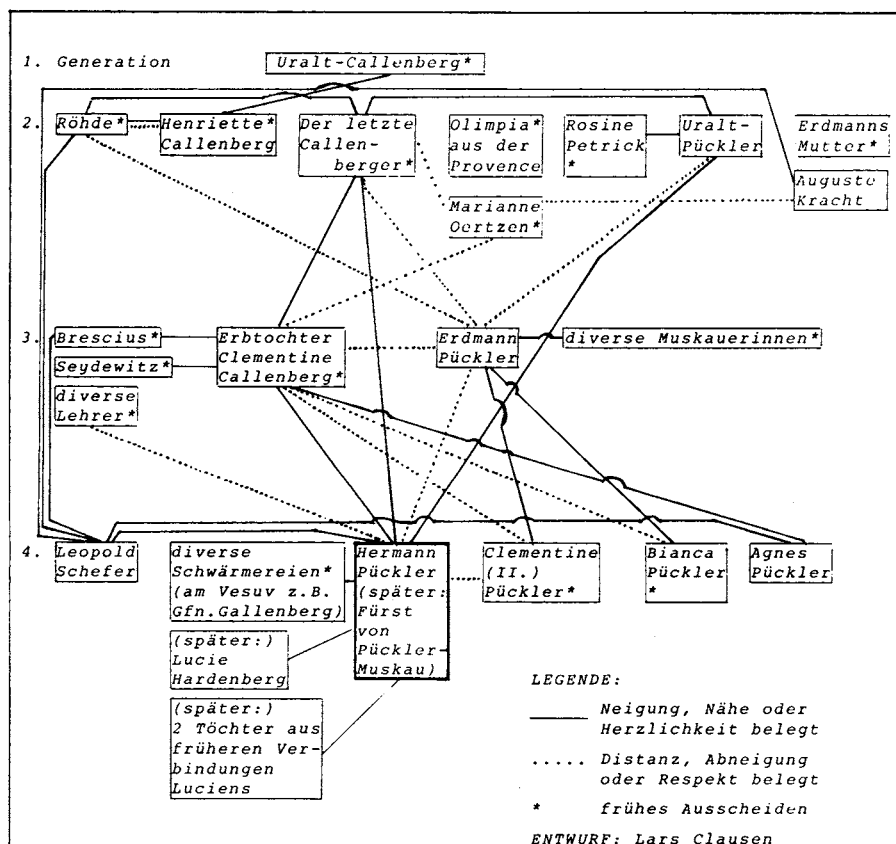 1. Generation
Uralt-Callenberg*
2.
Röhde*
Henriette*
Callenberg
Der letzte
Callen-
berger*
Olimpia*
aus der
Provence
Rosine
Petrick
*
Uralt-
Pückler
Erdmanns
Mutter*
Auguste
Kracht
Marianne
Oertzen*
3.
Brescius*
Seydewitz*
diverse
Lehrer*
Erbtochter
Clementine
Callenberg*
Erdmann
Pückler
diverse Muskauerinnen*
4.
Leopold
Schefer
diverse
Schwärmereien*
(am Vesuv z.B.
Gfn.Gallenberg)
Hermann
Pückler
(später:
Fürst
von
Pückler-
Muskau)
Clementine
(II.)
Pückler*
Bianca
Pückler
*
Agnes
Pückler
(später:)
Lucie
Hardenberg
(später:)
2 Töchter aus
früheren Ver-
bindungen
Luciens
LEGENDE:
Neigung, Nähe oder
Herzlichkeit belegt
..... Distanz, Abneigung
oder Respekt belegt
* frühes Ausscheiden
ENTWURF: Lars Clausen